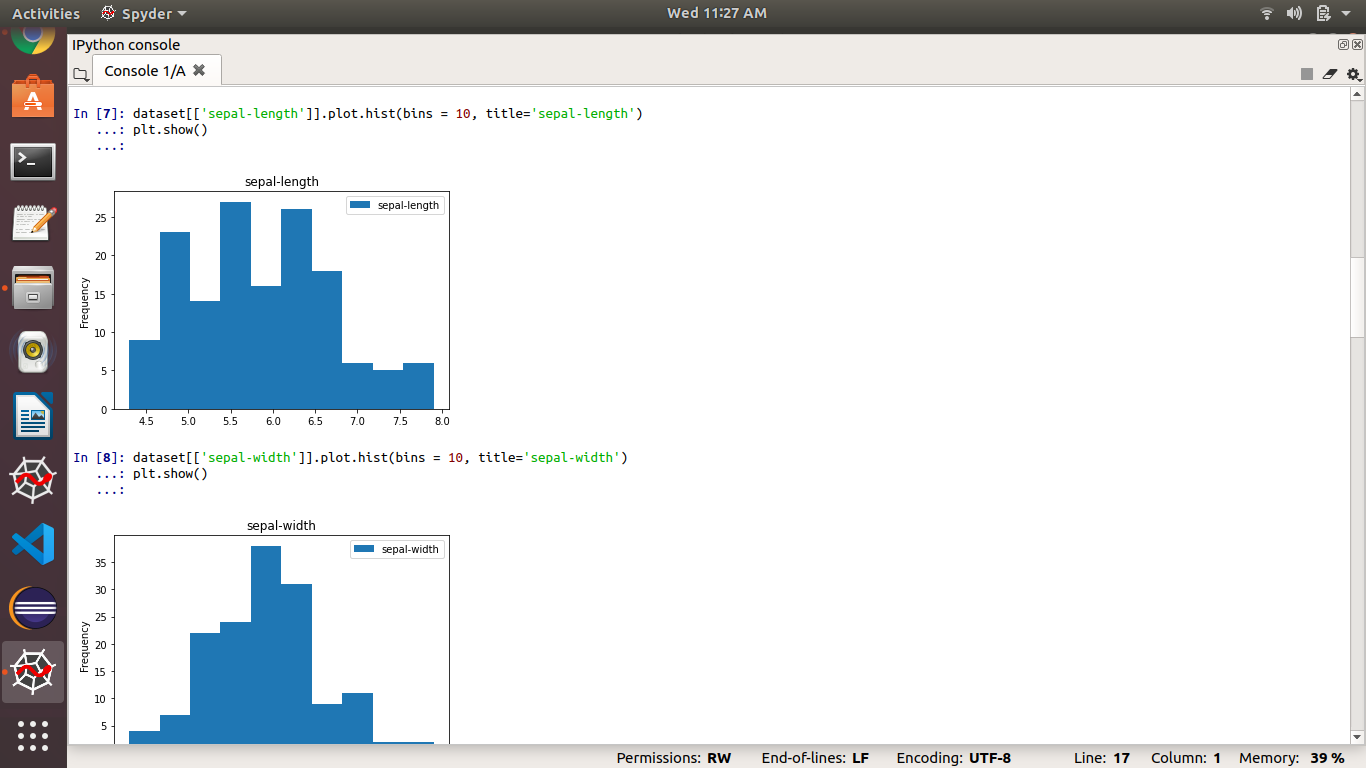 Activities Spyder Wed 11:27 AM
IPython console
Console 1/A
In [7]: dataset[['sepal-length']].plot.hist(bins = 10, title='sepal-length')
...: plt.show()
...:
sepal-length
sepal-length
25
20
15
10
5
0
Frequency
4.5 5.0 5.5 6.0 6.5 7.0 7.5 8.0
In [8]: dataset[['sepal-width']].plot.hist(bins = 10, title='sepal-width')
...: plt.show()
...:
sepal-width
sepal-width
35
30
25
20
15
10
5
Frequency
Permissions: RW End-of-lines: LF Encoding: UTF-8 Line: 17 Column: 1 Memory: 39 %